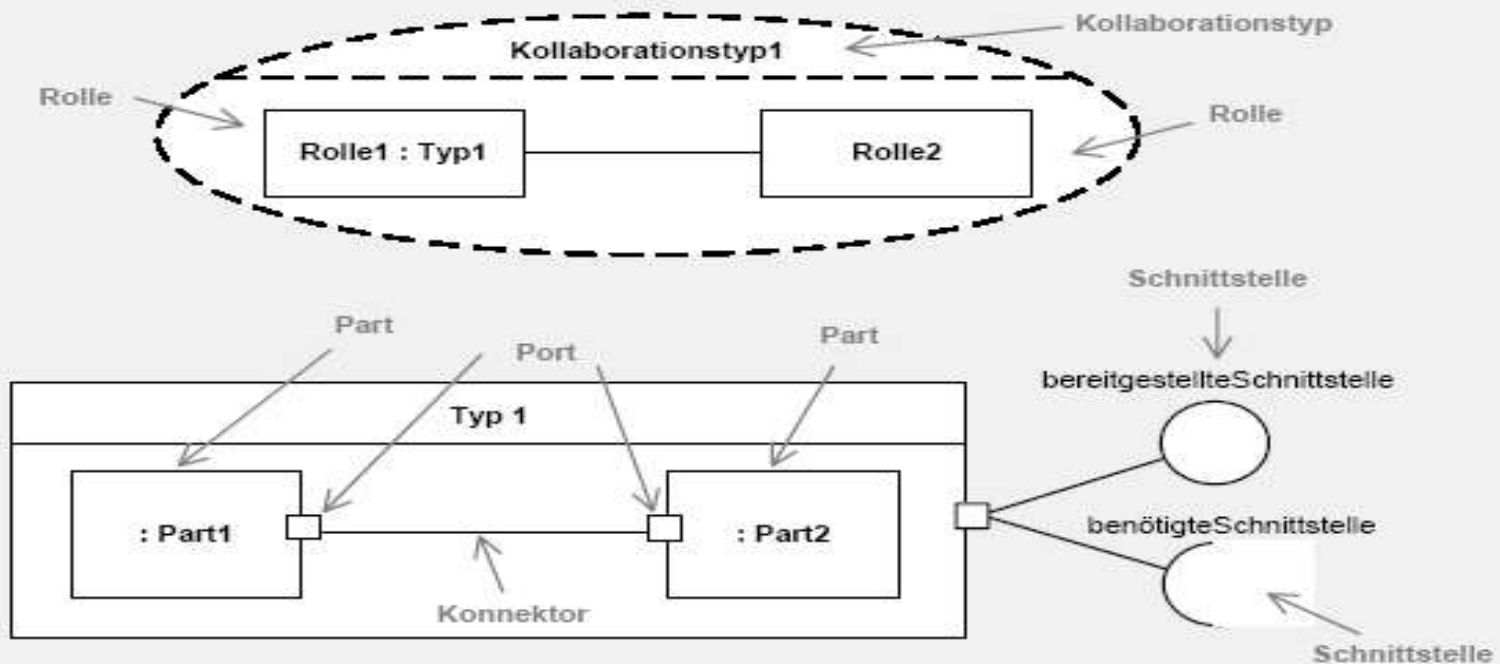 Kollaborationstyp
Kollaborationstyp1
Rolle
Rolle
Rolle1 : Typ1
Rolle2
Schnittstelle
Part
Port
Part
bereitgestellteSchnittstelle
Typ 1
: Part1
: Part2
benötigteSchnittstelle
Konnektor
Schnittstelle